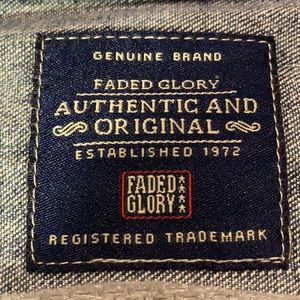 GENUINE BRAND
FADED GLORY
AUTHENTIC AND
ORIGINAL
ESTABLISHED 1972
FADED
GLORY
REGISTERED TRADEMARK